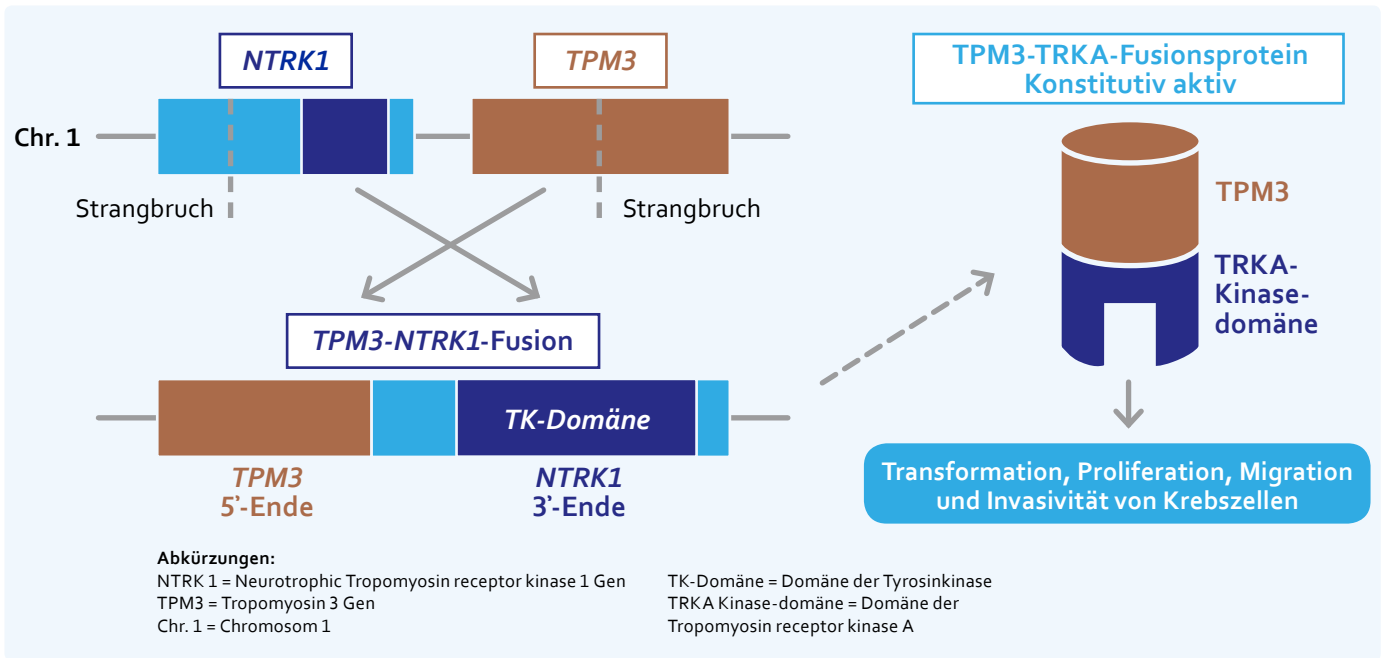 NTRK1
TPM3
Chr. 1
Strangbruch
Strangbruch
TPM3-NTRK1-Fusion
TK-Domäne
TPM3
5’-Ende
NTRK1
3’-Ende
TPM3-TRKA-Fusionsprotein
Konstitutiv aktiv
TPM3
TRKA-
Kinase-
domäne
Transformation, Proliferation, Migration
und Invasivität von Krebszellen
Abkürzungen:
NTRK 1 = Neurotrophic Tropomyosin receptor kinase 1 Gen
TPM3 = Tropomyosin 3 Gen
Chr. 1 = Chromosom 1
TK-Domäne = Domäne der Tyrosinkinase
TRKA Kinase-domäne = Domäne der
Tropomyosin receptor kinase A